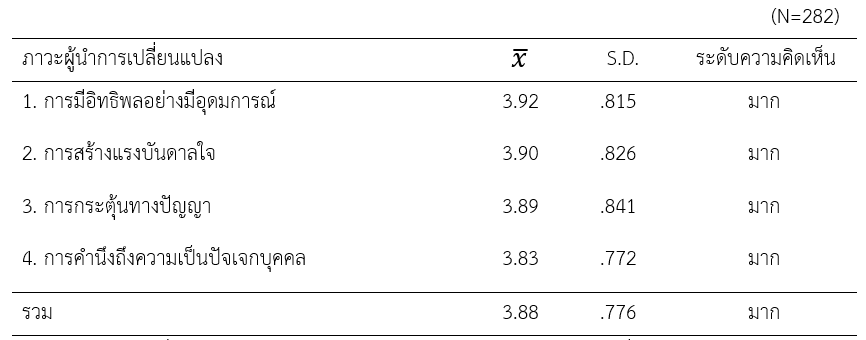 (N=282)
ภาวะผู้นำการเปลี่ยนแปลง x̅ S.D. ระดับความคิดเห็น
1. การมีอิทธิพลอย่างมีอุดมการณ์ 3.92 .815 มาก
2. การสร้างแรงบันดาลใจ 3.90 .826 มาก
3. การกระตุ้นทางปัญญา 3.89 .841 มาก
4. การคำนึงถึงความเป็นปัจเจกบุคคล 3.83 .772 มาก
รวม 3.88 .776 มาก